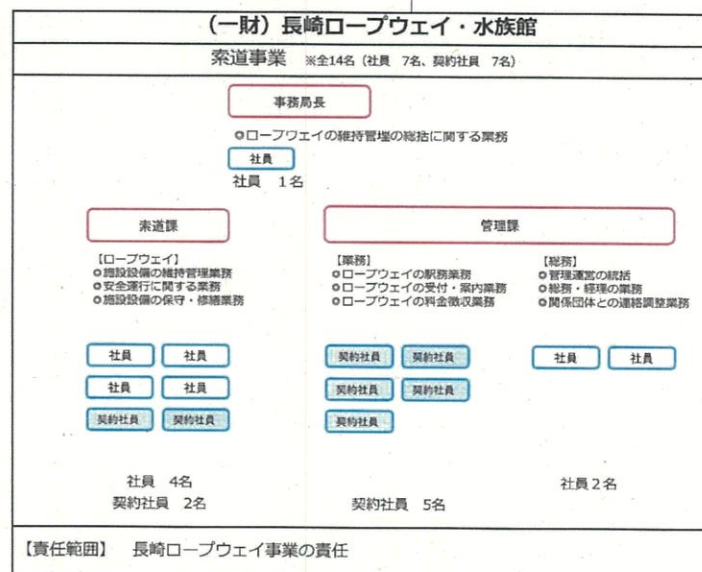 (一財)長崎ロープウェイ・水族館
索道事業 ※全14名(社員 7名、契約社員 7名)
事務局長
◎ロープウェイの維持管理の総括に関する業務
社員
社員 1名
索道課
【ロープウェイ】
◎施設設備の維持管理業務
◎安全運行に関する業務
◎施設設備の保守・修繕業務
社員 社員
社員 社員
契約社員 契約社員
社員 4名
契約社員 2名
管理課
【業務】
◎ロープウェイの駅務業務
◎ロープウェイの受付・案内業務
◎ロープウェイの料金徴収業務
契約社員 契約社員
契約社員 契約社員
契約社員
契約社員 5名
【総務】
◎管理運営の統括
◎総務・経理の業務
◎関係団体との連絡調整業務
社員 社員
社員2名
【責任範囲】 長崎ロープウェイ事業の責任